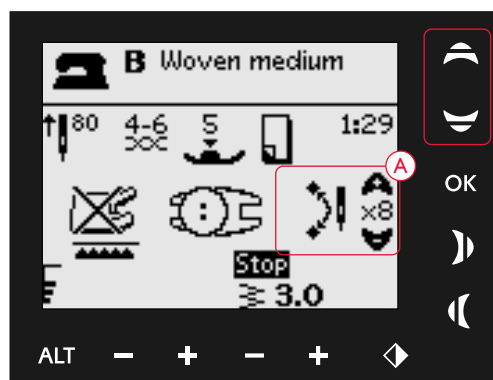 B Woven medium
80 4-6 5 1:29
A
x8
OK
Stop
3.0
ALT - + - +